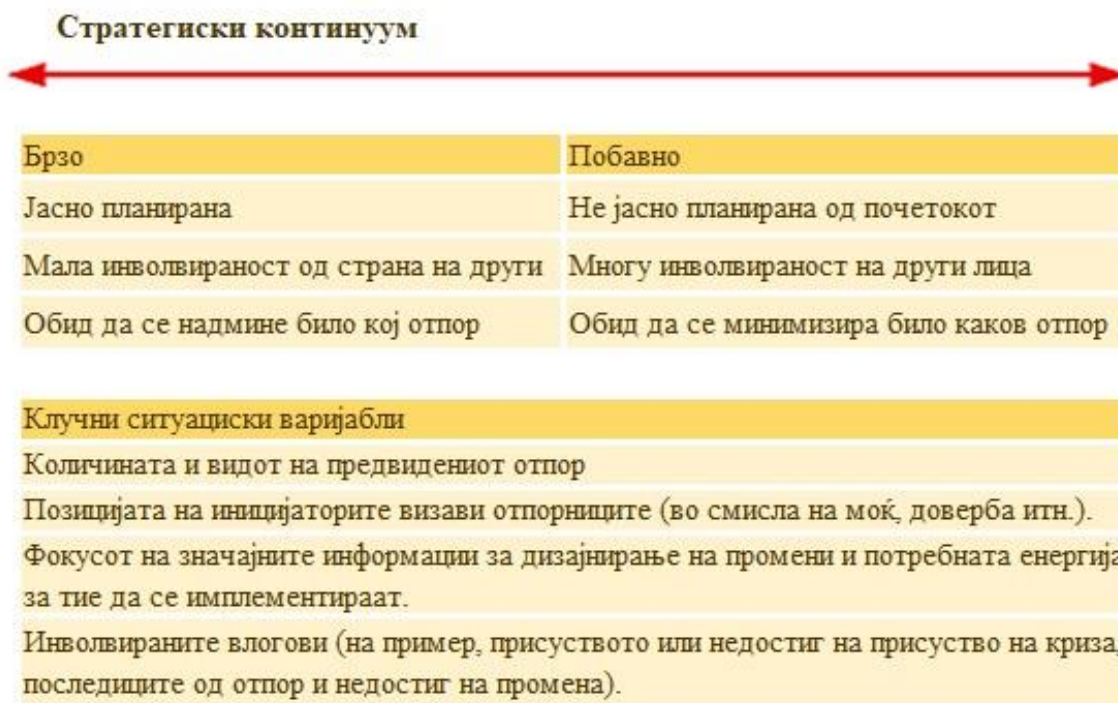 Стратегиски континуум
Брзо Побавно
Јасно планирана Не јасно планирана од почетокот
Мала инволвираност од страна на други Многу инволвираност на други лица
Обид да се надмине било кој отпор Обид да се минимизира било каков отпор
Клучни ситуациски варијабли
Количината и видот на предвидениот отпор
Позицијата на иницијаторите визави отпорниците (во смисла на моќ, доверба итн.).
Фокусот на значајните информации за дизајнирање на промени и потребната енергија
за тие да се имплементираат.
Инволвираните влогови (на пример, присуството или недостиг на присуство на криза,
последиците од отпор и недостиг на промена).